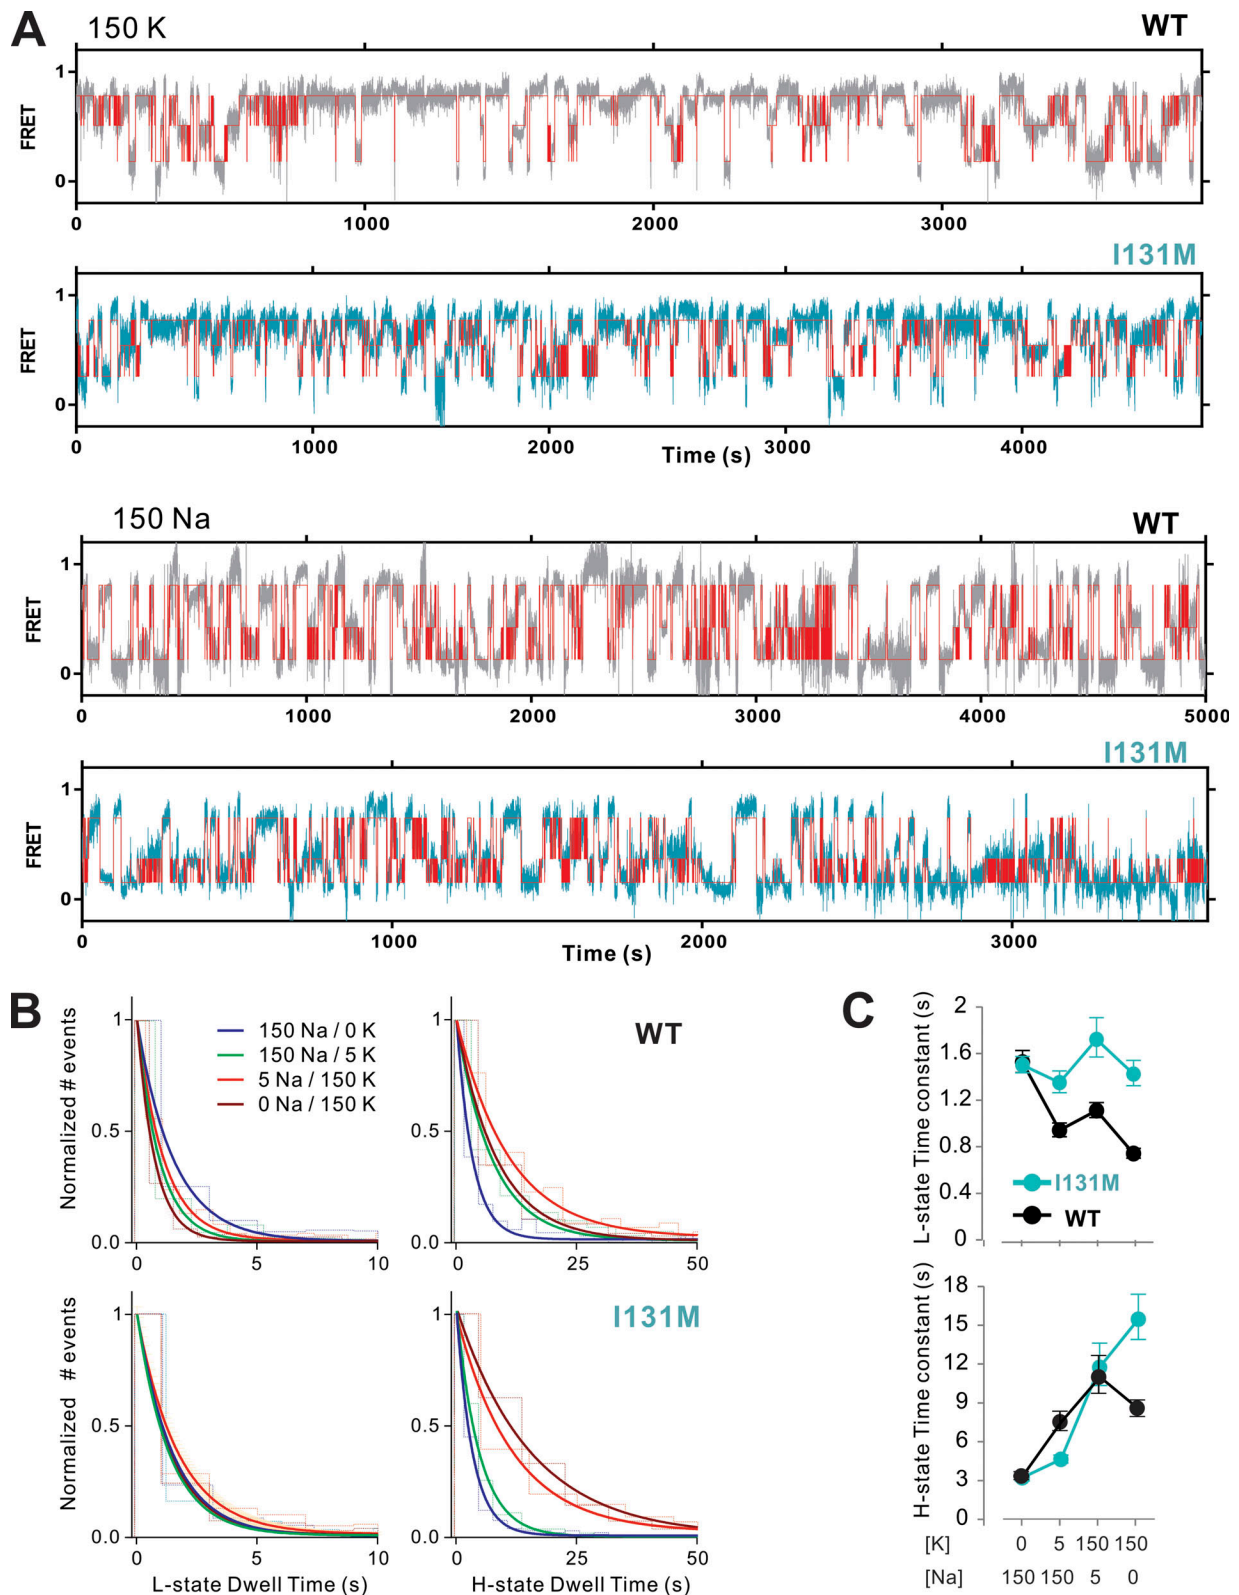 A
150 K
WT
1
0
FRET
0
1000
2000
3000
I131M
1
0
FRET
0
1000
2000
3000
4000
Time (s)
150 Na
WT
1
0
FRET
0
1000
2000
3000
4000
5000
I131M
1
0
FRET
0
1000
2000
3000
Time (s)
B
Normalized # events
1
0.5
0.0
0
5
10
150 Na / 0 K
150 Na / 5 K
5 Na / 150 K
0 Na / 150 K
WT
1
0.5
0.0
0
25
50
Normalized # events
1
0.5
0
0
5
10
L-state Dwell Time (s)
I131M
1
0.5
0
0
25
50
H-state Dwell Time (s)
C
L-state Time constant (s)
2
1.6
1.2
0.8
0.4
0
I131M
WT
H-state Time constant (s)
18
15
12
9
6
3
0
[K] 0 5 150 150
[Na] 150 150 5 0